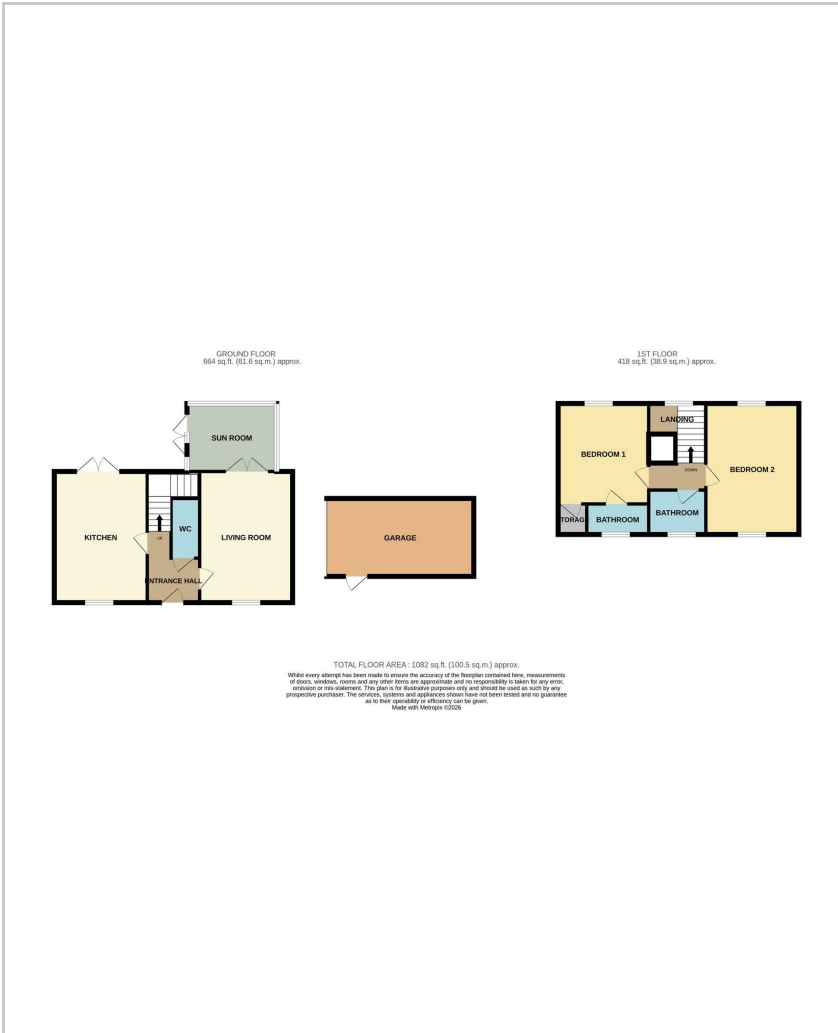 GROUND FLOOR
664 sq.ft. (61.6 sq.m.) approx.
SUN ROOM
KITCHEN
UP
WC
LIVING ROOM
ENTRANCE HALL
GARAGE
1ST FLOOR
418 sq.ft. (38.9 sq.m.) approx.
LANDING
BEDROOM 1
DOWN
BEDROOM 2
TORAG
BATHROOM
BATHROOM
TOTAL FLOOR AREA : 1082 sq.ft. (100.5 sq.m.) approx.
Whilst every attempt has been made to ensure the accuracy of the floorplan contained here, measurements
of doors, windows, rooms and any other items are approximate and no responsibility is taken for any error,
omission or mis-statement. This plan is for illustrative purposes only and should be used as such by any
prospective purchaser. The services, systems and appliances shown have not been tested and no guarantee
as to their operability or efficiency can be given.
Made with Metropix ©2026